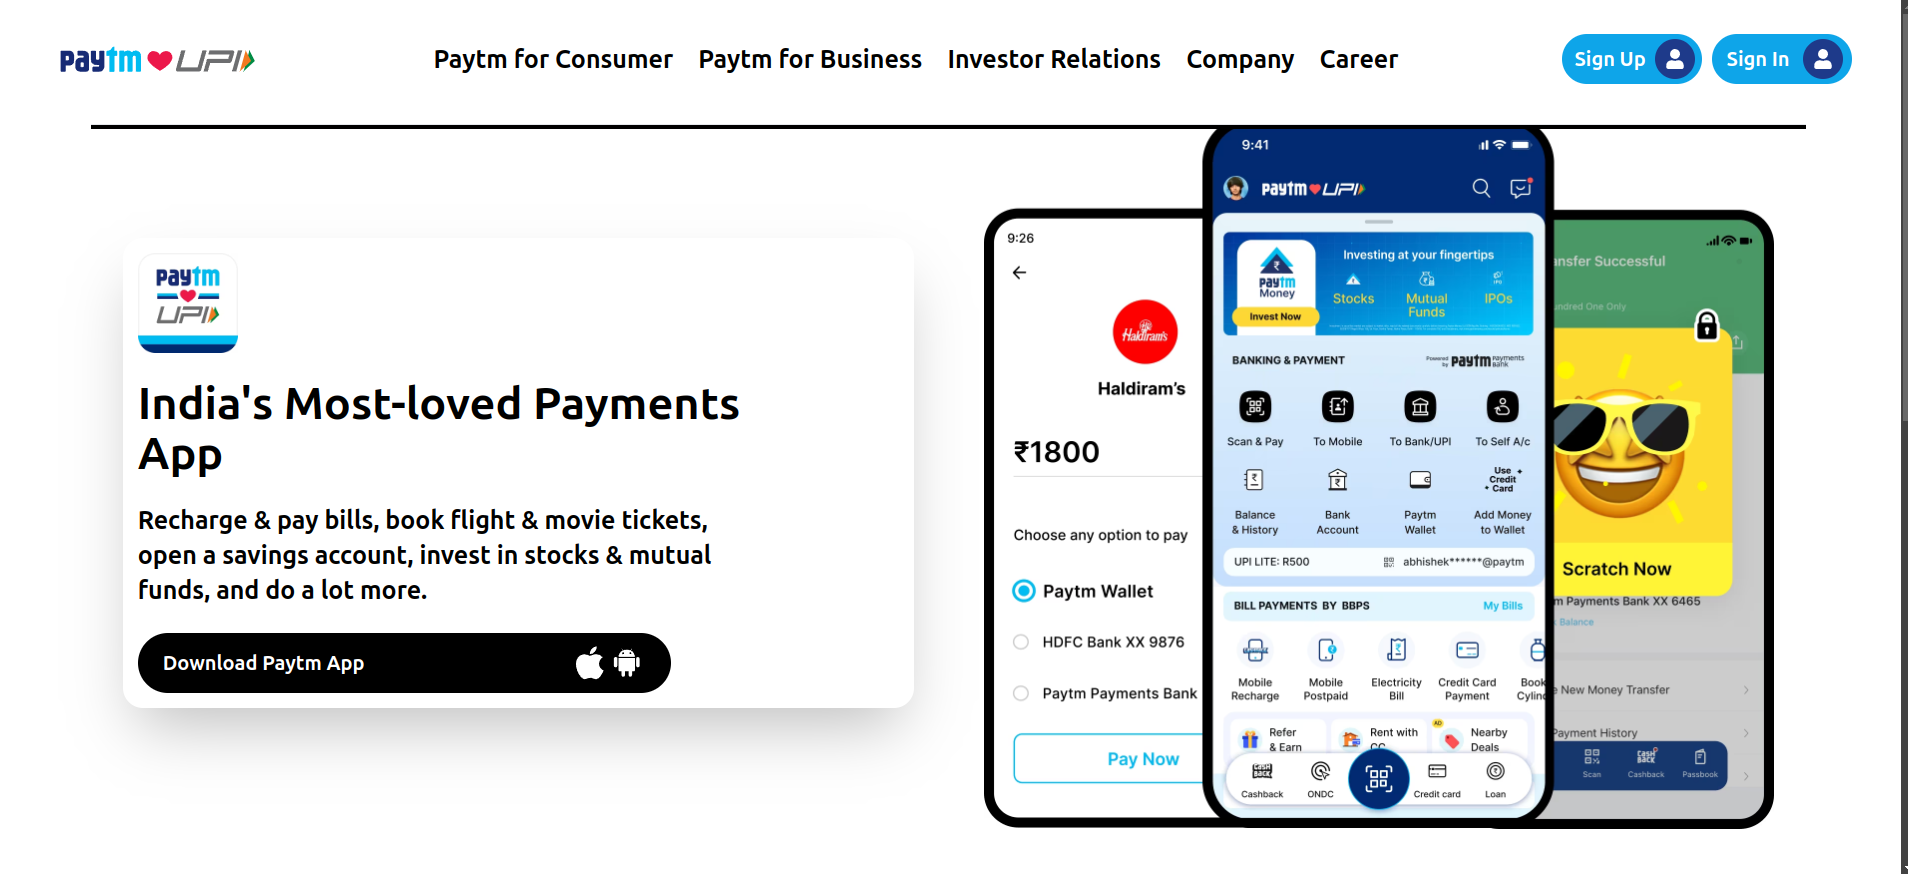 paytm UPI
Paytm for Consumer
Paytm for Business
Investor Relations
Company
Career
Sign Up
Sign In
paytm
UPI
India's Most-loved Payments
App
Recharge & pay bills, book flight & movie tickets,
open a savings account, invest in stocks & mutual
funds, and do a lot more.
Download Paytm App
9:26
Haldiram's
Haldiram's
₹1800
Choose any option to pay
Paytm Wallet
HDFC Bank XX 9876
Paytm Payments Bank
Pay Now
9:41
paytm UPI
paytm
Money
Invest Now
Investing at your fingertips
Stocks
Mutual
Funds
IPOs
BANKING & PAYMENT
Powered
by paytm payments
bank
Scan & Pay
To Mobile
To Bank/UPI
To Self A/c
Balance
& History
Bank
Account
Paytm
Wallet
Use
Credit
Card
Add Money
to Wallet
UPI LITE: R500
abhishek******@paytm
BILL PAYMENTS BY BBPS
My Bills
Mobile
Recharge
Mobile
Postpaid
Electricity
Bill
Credit Card
Payment
Book
Cylin
Refer
& Earn
Rent with
CC
AD
Nearby
Deals
CASH
BACK
Cashback
ONDC
Credit card
Loan
ansfer Successful
undred One Only
Scratch Now
m Payments Bank XX 6465
Balance
e New Money Transfer
Payment History
Scan
CASH
BACK
Cashback
Passbook